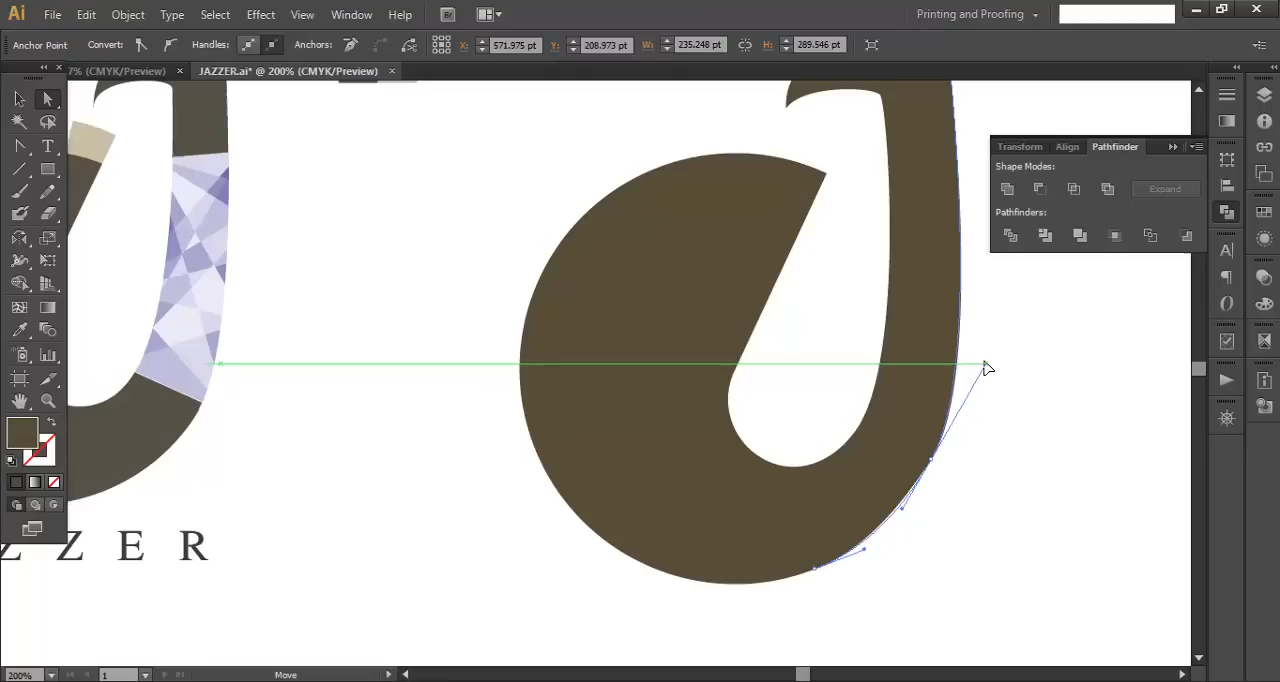 Ai File Edit Object Type Select Effect View Window Help Br Printing and Proofing
Anchor Point Convert: Handles: Anchors: X: 571.975 pt Y: 208.973 pt W: 235.248 pt H: 289.546 pt
7% (CMYK/Preview) × JAZZER.ai* @ 200% (CMYK/Preview) ×
Transform Align Pathfinder
Shape Modes:
Expand
Pathfinders:
Z Z E R
200% 1 Move